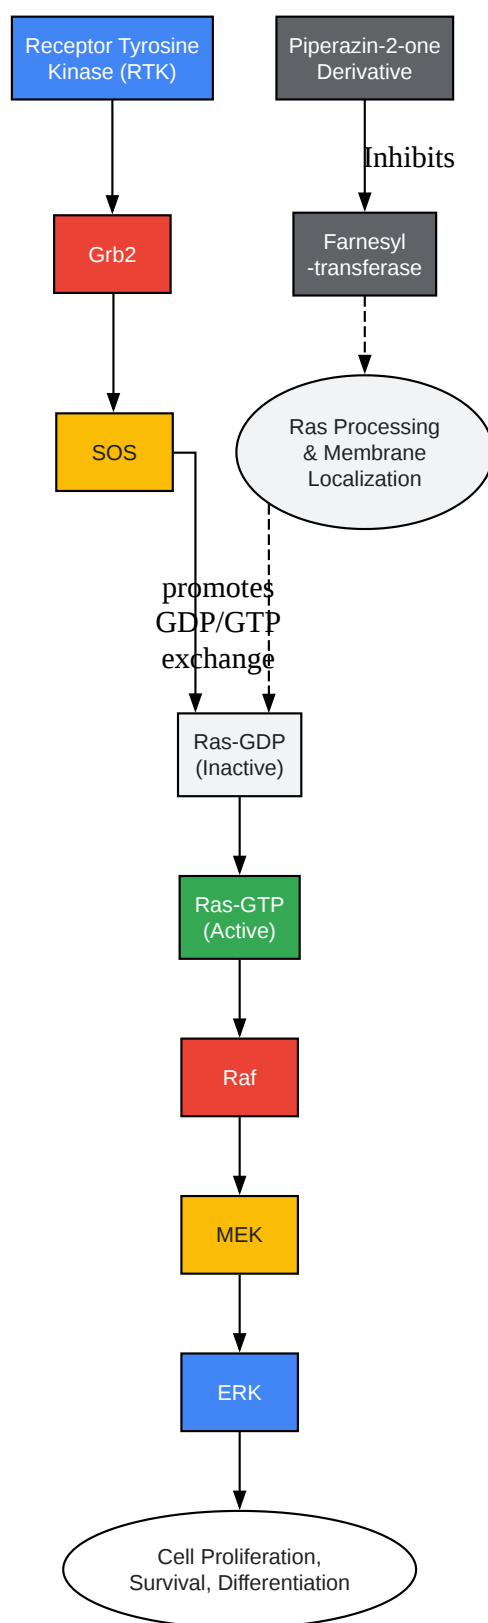 Receptor Tyrosine
Kinase (RTK)
Piperazin-2-one
Derivative
Inhibits
Grb2
Farnesyl
-transferase
SOS
Ras Processing
& Membrane
Localization
promotes
GDP/GTP
exchange
Ras-GDP
(Inactive)
Ras-GTP
(Active)
Raf
MEK
ERK
Cell Proliferation,
Survival, Differentiation